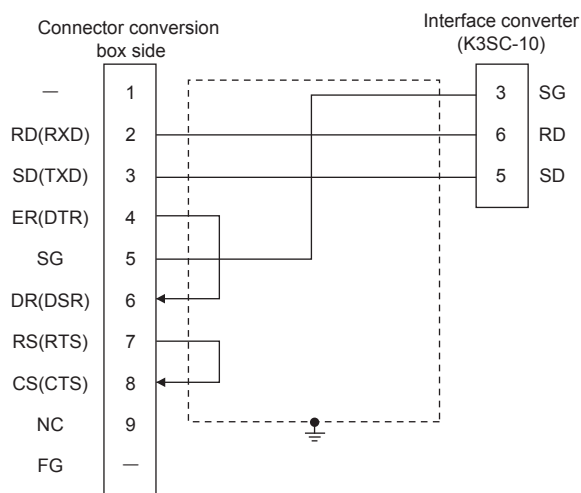 Connector conversion
box side
Interface converter
(K3SC-10)
— 1
RD(RXD) 2
SD(TXD) 3
ER(DTR) 4
SG 5
DR(DSR) 6
RS(RTS) 7
CS(CTS) 8
NC 9
FG —
3 SG
6 RD
5 SD